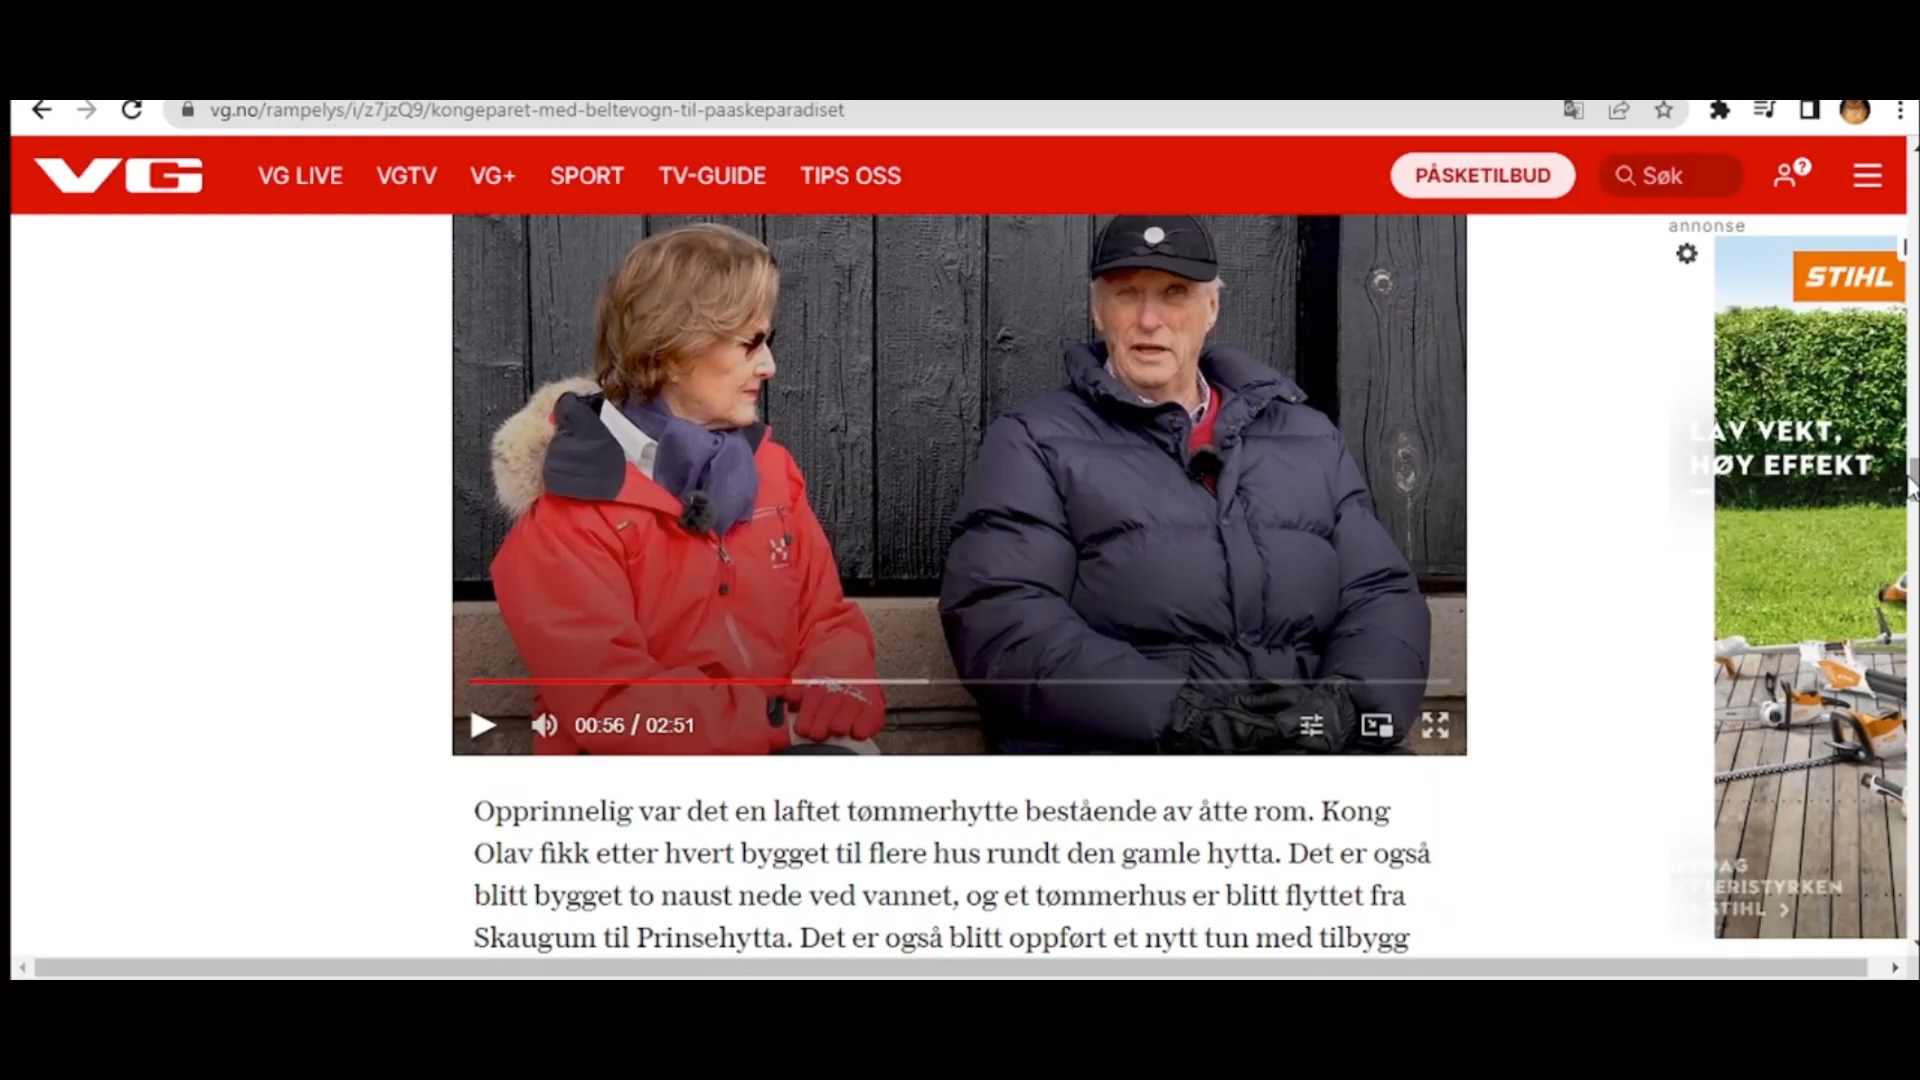 vg.no/rampelys/i/z7jzQ9/kongeparet-med-beltevogn-til-paaskeparadiset
VG VG LIVE VGTV VG+ SPORT TV-GUIDE TIPS OSS PÅSKETILBUD Søk
annonse
STIHL
LAV VEKT,
HØY EFFEKT
00:56 / 02:51
Opprinnelig var det en laftet tømmerhytte bestående av åtte rom. Kong
Olav fikk etter hvert bygget til flere hus rundt den gamle hytta. Det er også
blitt bygget to naust nede ved vannet, og et tømmerhus er blitt flyttet fra
Skaugum til Prinsehytta. Det er også blitt oppført et nytt tun med tilbygg
STIHL